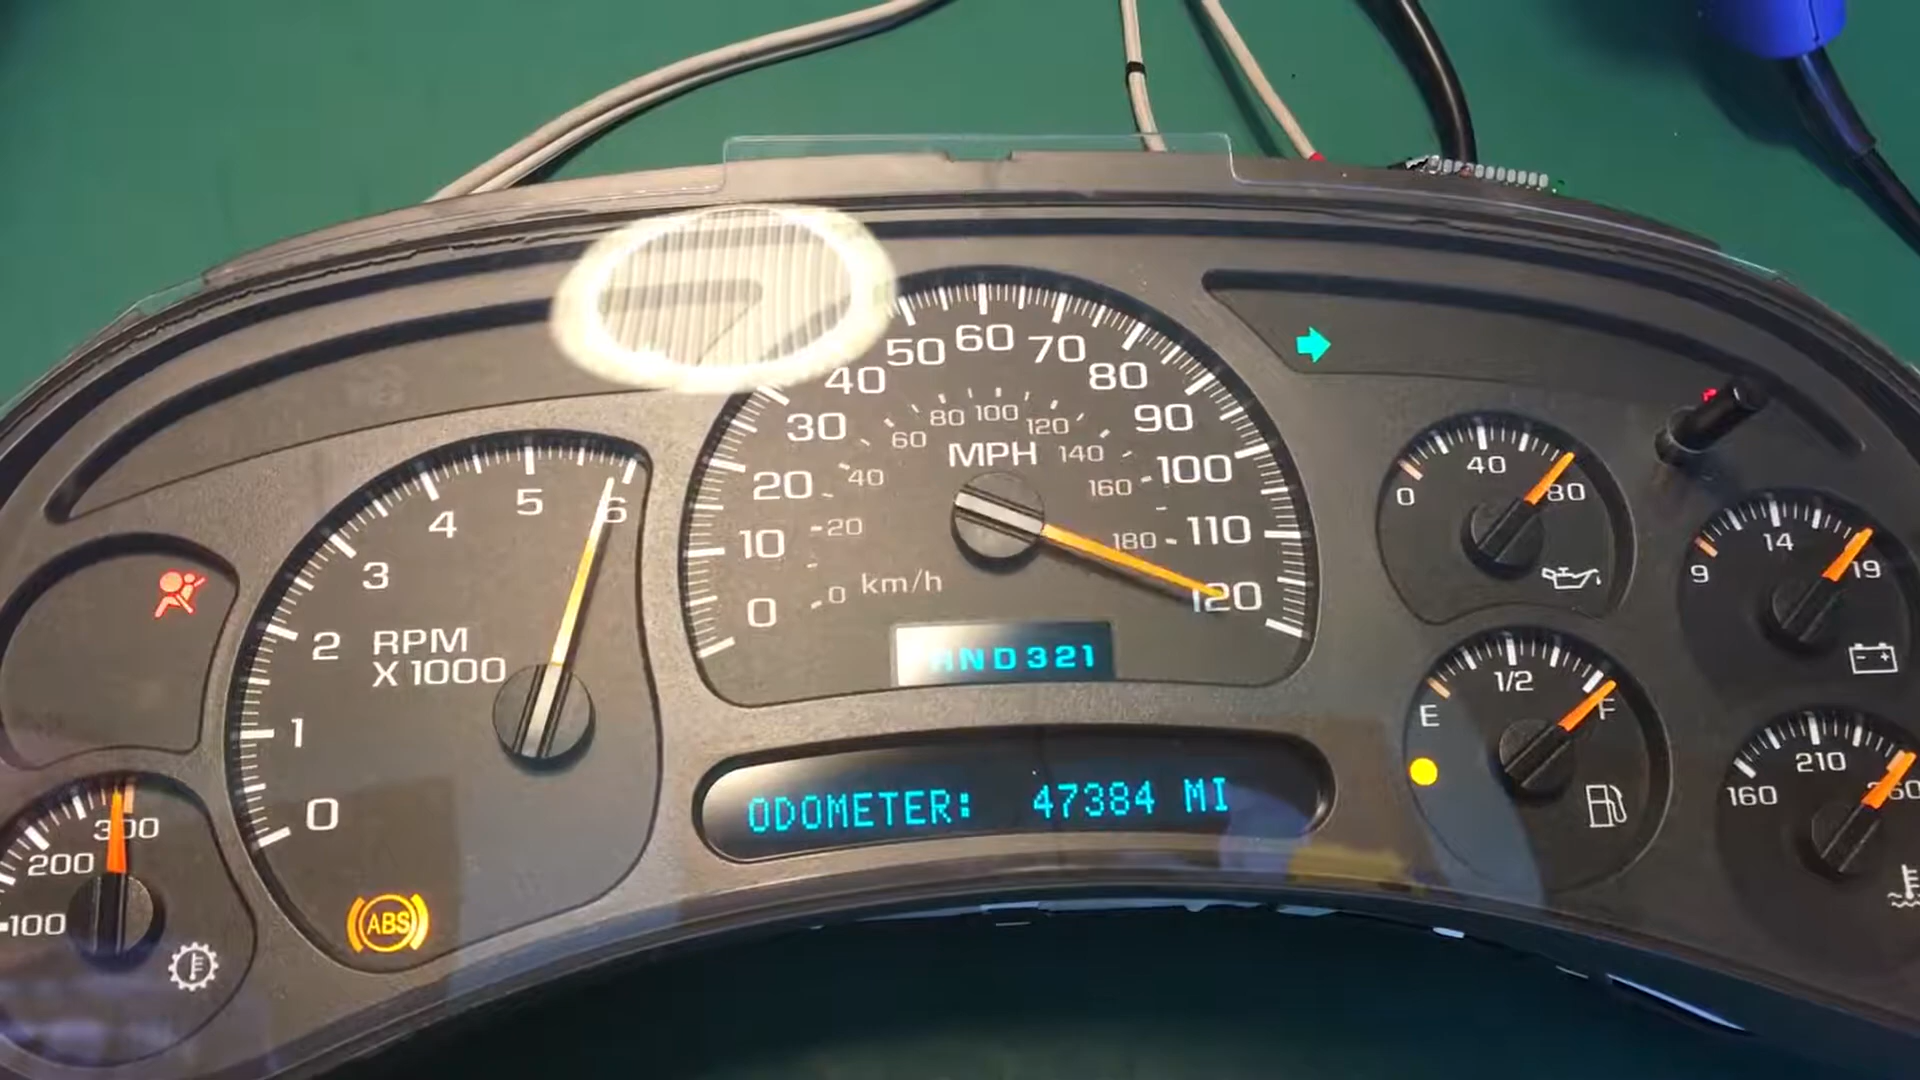 50 60 70
40 80
30 90
20 100
10 110
0 120
60 80 100 120
40 140
20 160
0 180
MPH
km/h
ND321
ODOMETER: 47384 MI
0 1 2 3 4 5 6
RPM
X 1000
ABS
100 200 300
0 40 80
9 14 19
E 1/2 F
160 210 260